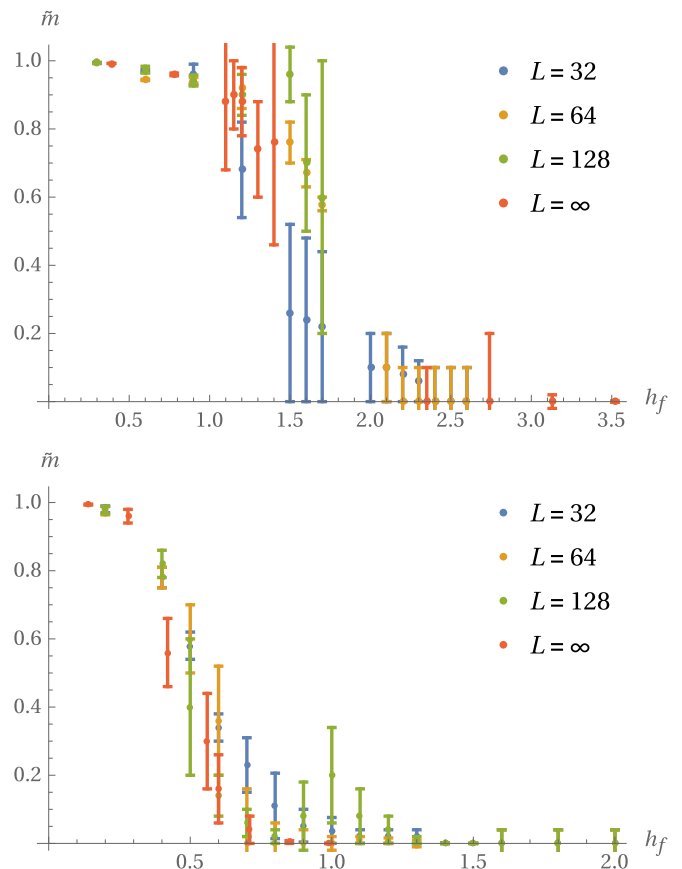 m̃
1.0
L = 32
L = 64
0.8
L = 128
0.6
L = ∞
0.4
0.2
0.5 1.0 1.5 2.0 2.5 3.0 3.5
h_f
m̃
1.0
L = 32
L = 64
0.8
L = 128
0.6
L = ∞
0.4
0.2
0.5 1.0 1.5 2.0
h_f